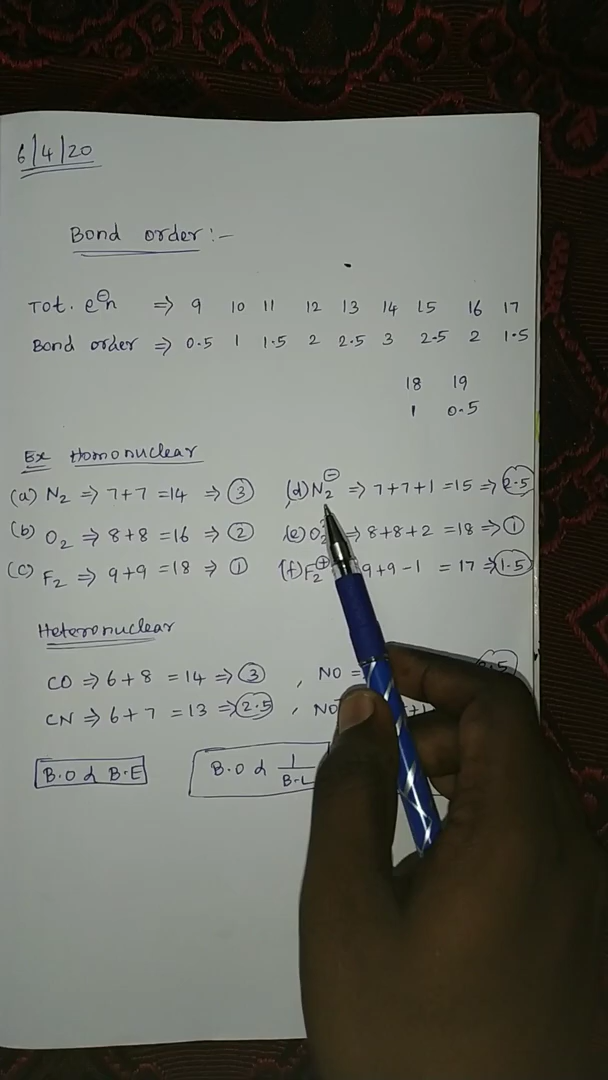 6/4/20
Bond order:-
Tot. e⊖n ⇒ 9 10 11 12 13 14 15 16 17
Bond order ⇒ 0.5 1 1.5 2 2.5 3 2.5 2 1.5
18 19
1 0.5
Ex Homonuclear
(a) N₂ ⇒ 7+7 = 14 ⇒ 3 (d) N₂⊖ ⇒ 7+7+1 = 15 ⇒ 2.5
(b) O₂ ⇒ 8+8 = 16 ⇒ 2 (e) O₂ ⇒ 8+8+2 = 18 ⇒ 1
(c) F₂ ⇒ 9+9 = 18 ⇒ 1 (f) F₂⊕ 9+9-1 = 17 ⇒ 1.5
Heteronuclear
CO ⇒ 6+8 = 14 ⇒ 3 , NO =
CN ⇒ 6+7 = 13 ⇒ 2.5 , NO +1
B.O α B.E B.O α 1/B.L